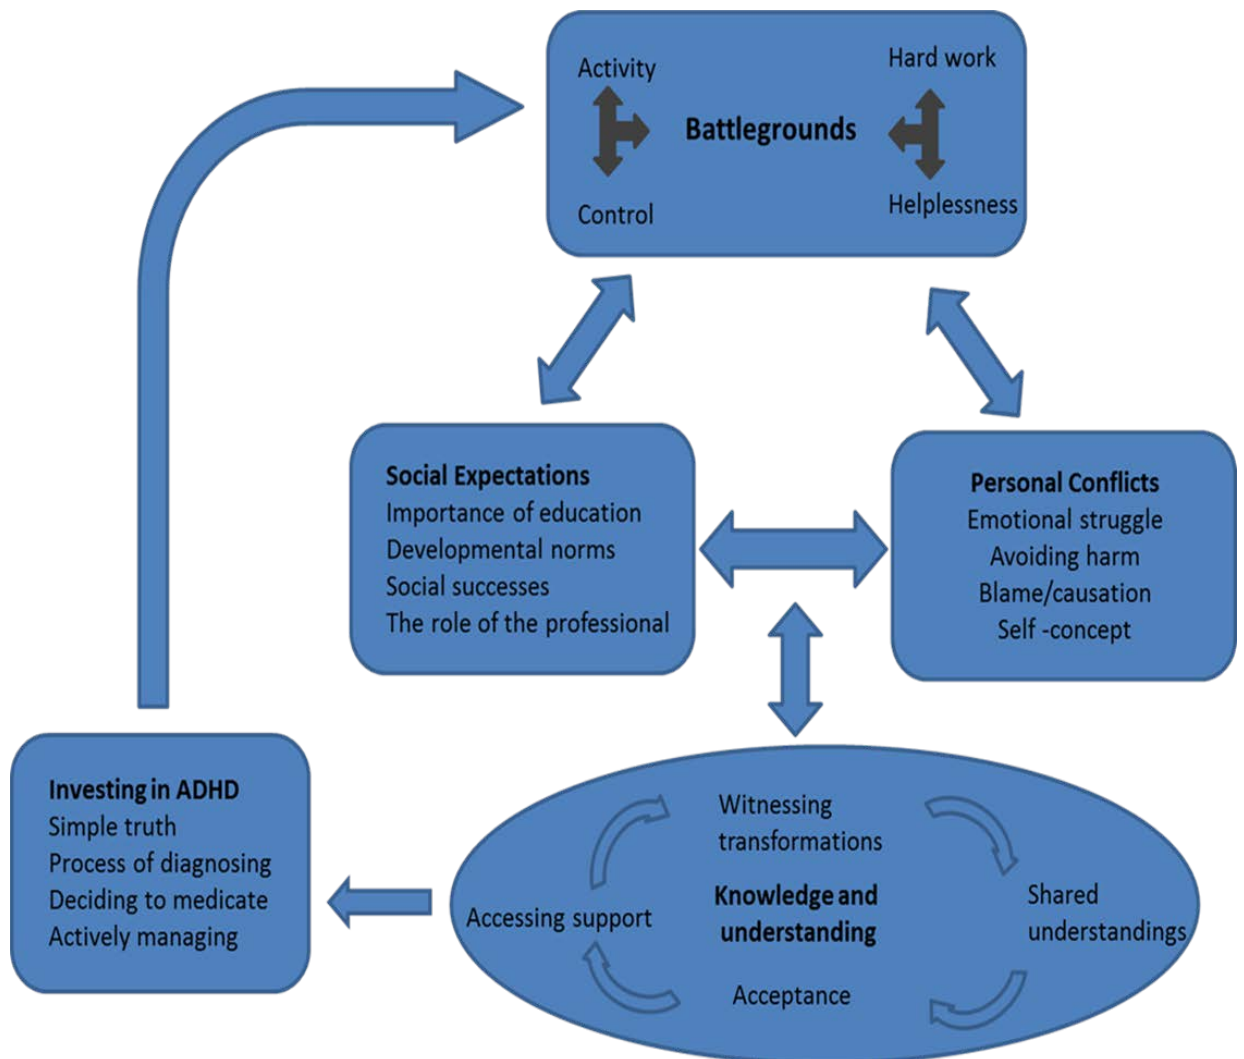 Activity
Hard work
Battlegrounds
Control
Helplessness
Social Expectations
Importance of education
Developmental norms
Social successes
The role of the professional
Personal Conflicts
Emotional struggle
Avoiding harm
Blame/causation
Self -concept
Investing in ADHD
Simple truth
Process of diagnosing
Deciding to medicate
Actively managing
Witnessing
transformations
Knowledge and
understanding
Accessing support
Shared
understandings
Acceptance